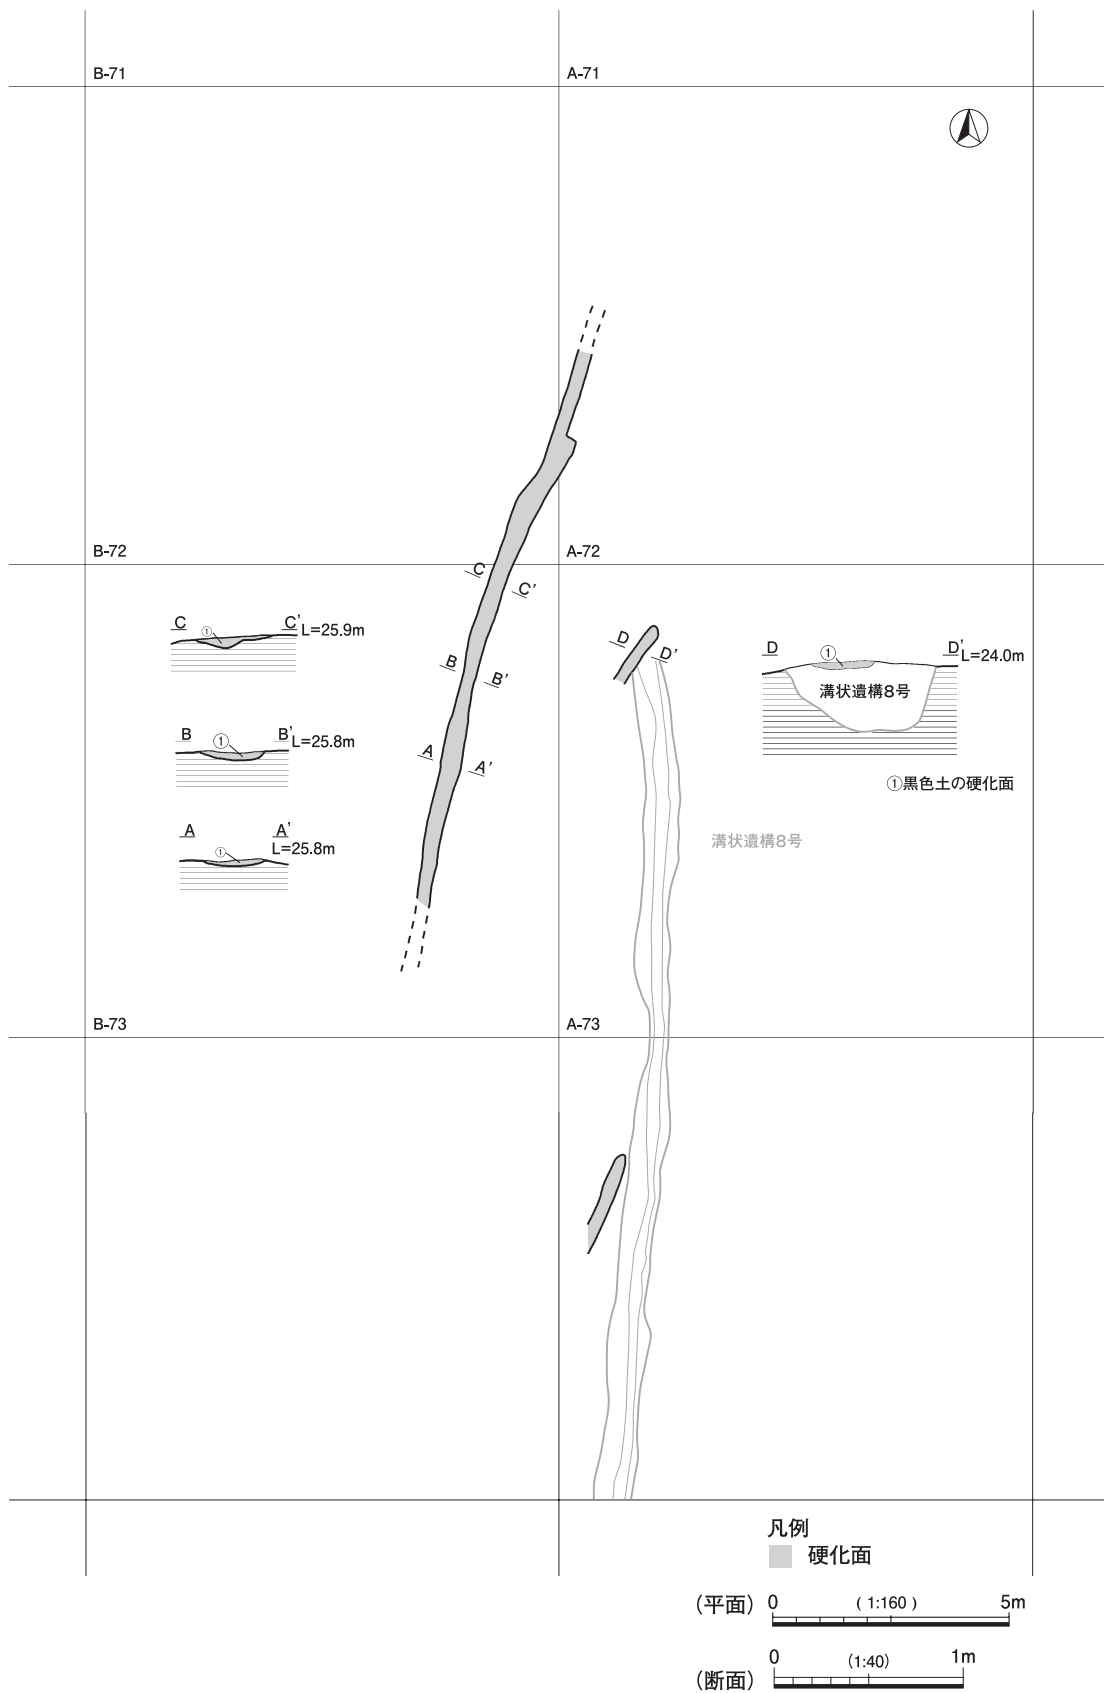 B-71
A-71
B-72
A-72
C
C'
C
①
C'
L=25.9m
D
D'
D
①
D'
L=24.0m
溝状遺構8号
B
B'
B
①
B'
L=25.8m
①黒色土の硬化面
A
A'
A
①
A'
L=25.8m
溝状遺構8号
B-73
A-73
凡例
硬化面
(平面) 0 (1:160) 5m
(断面) 0 (1:40) 1m